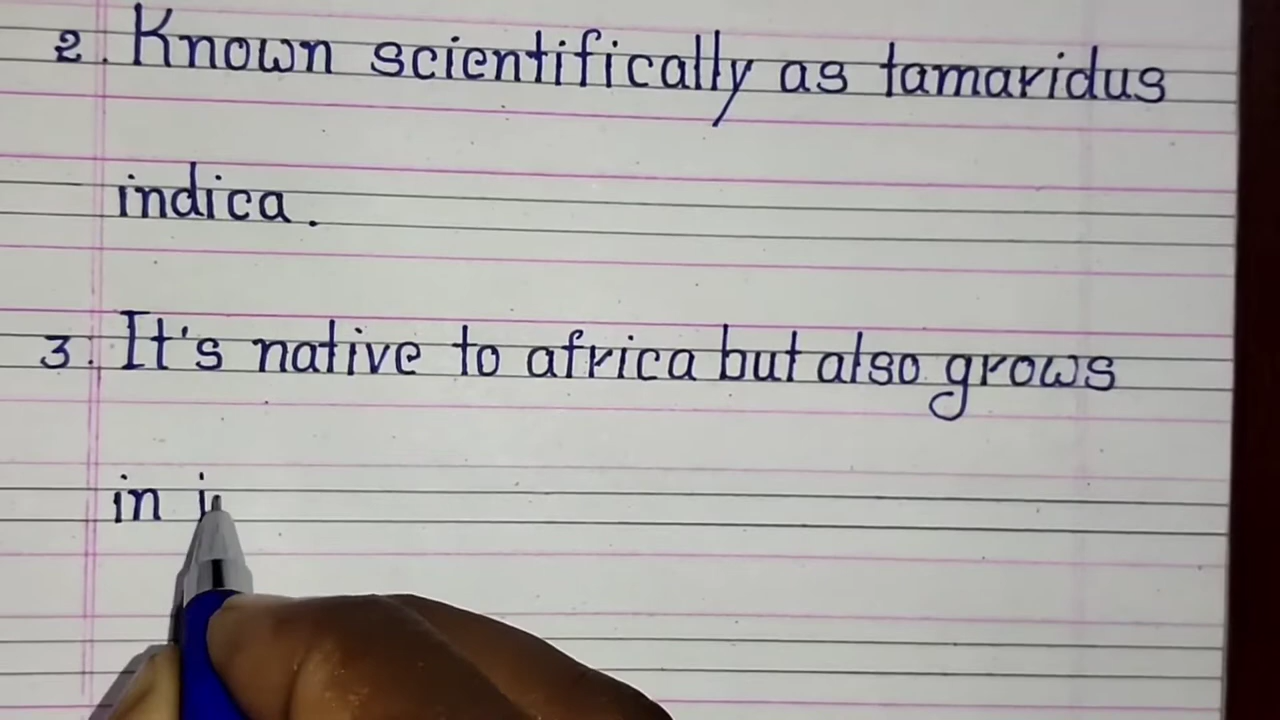 2. Known scientifically as tamaridus
indica.
3. It's native to africa but also grows
in i